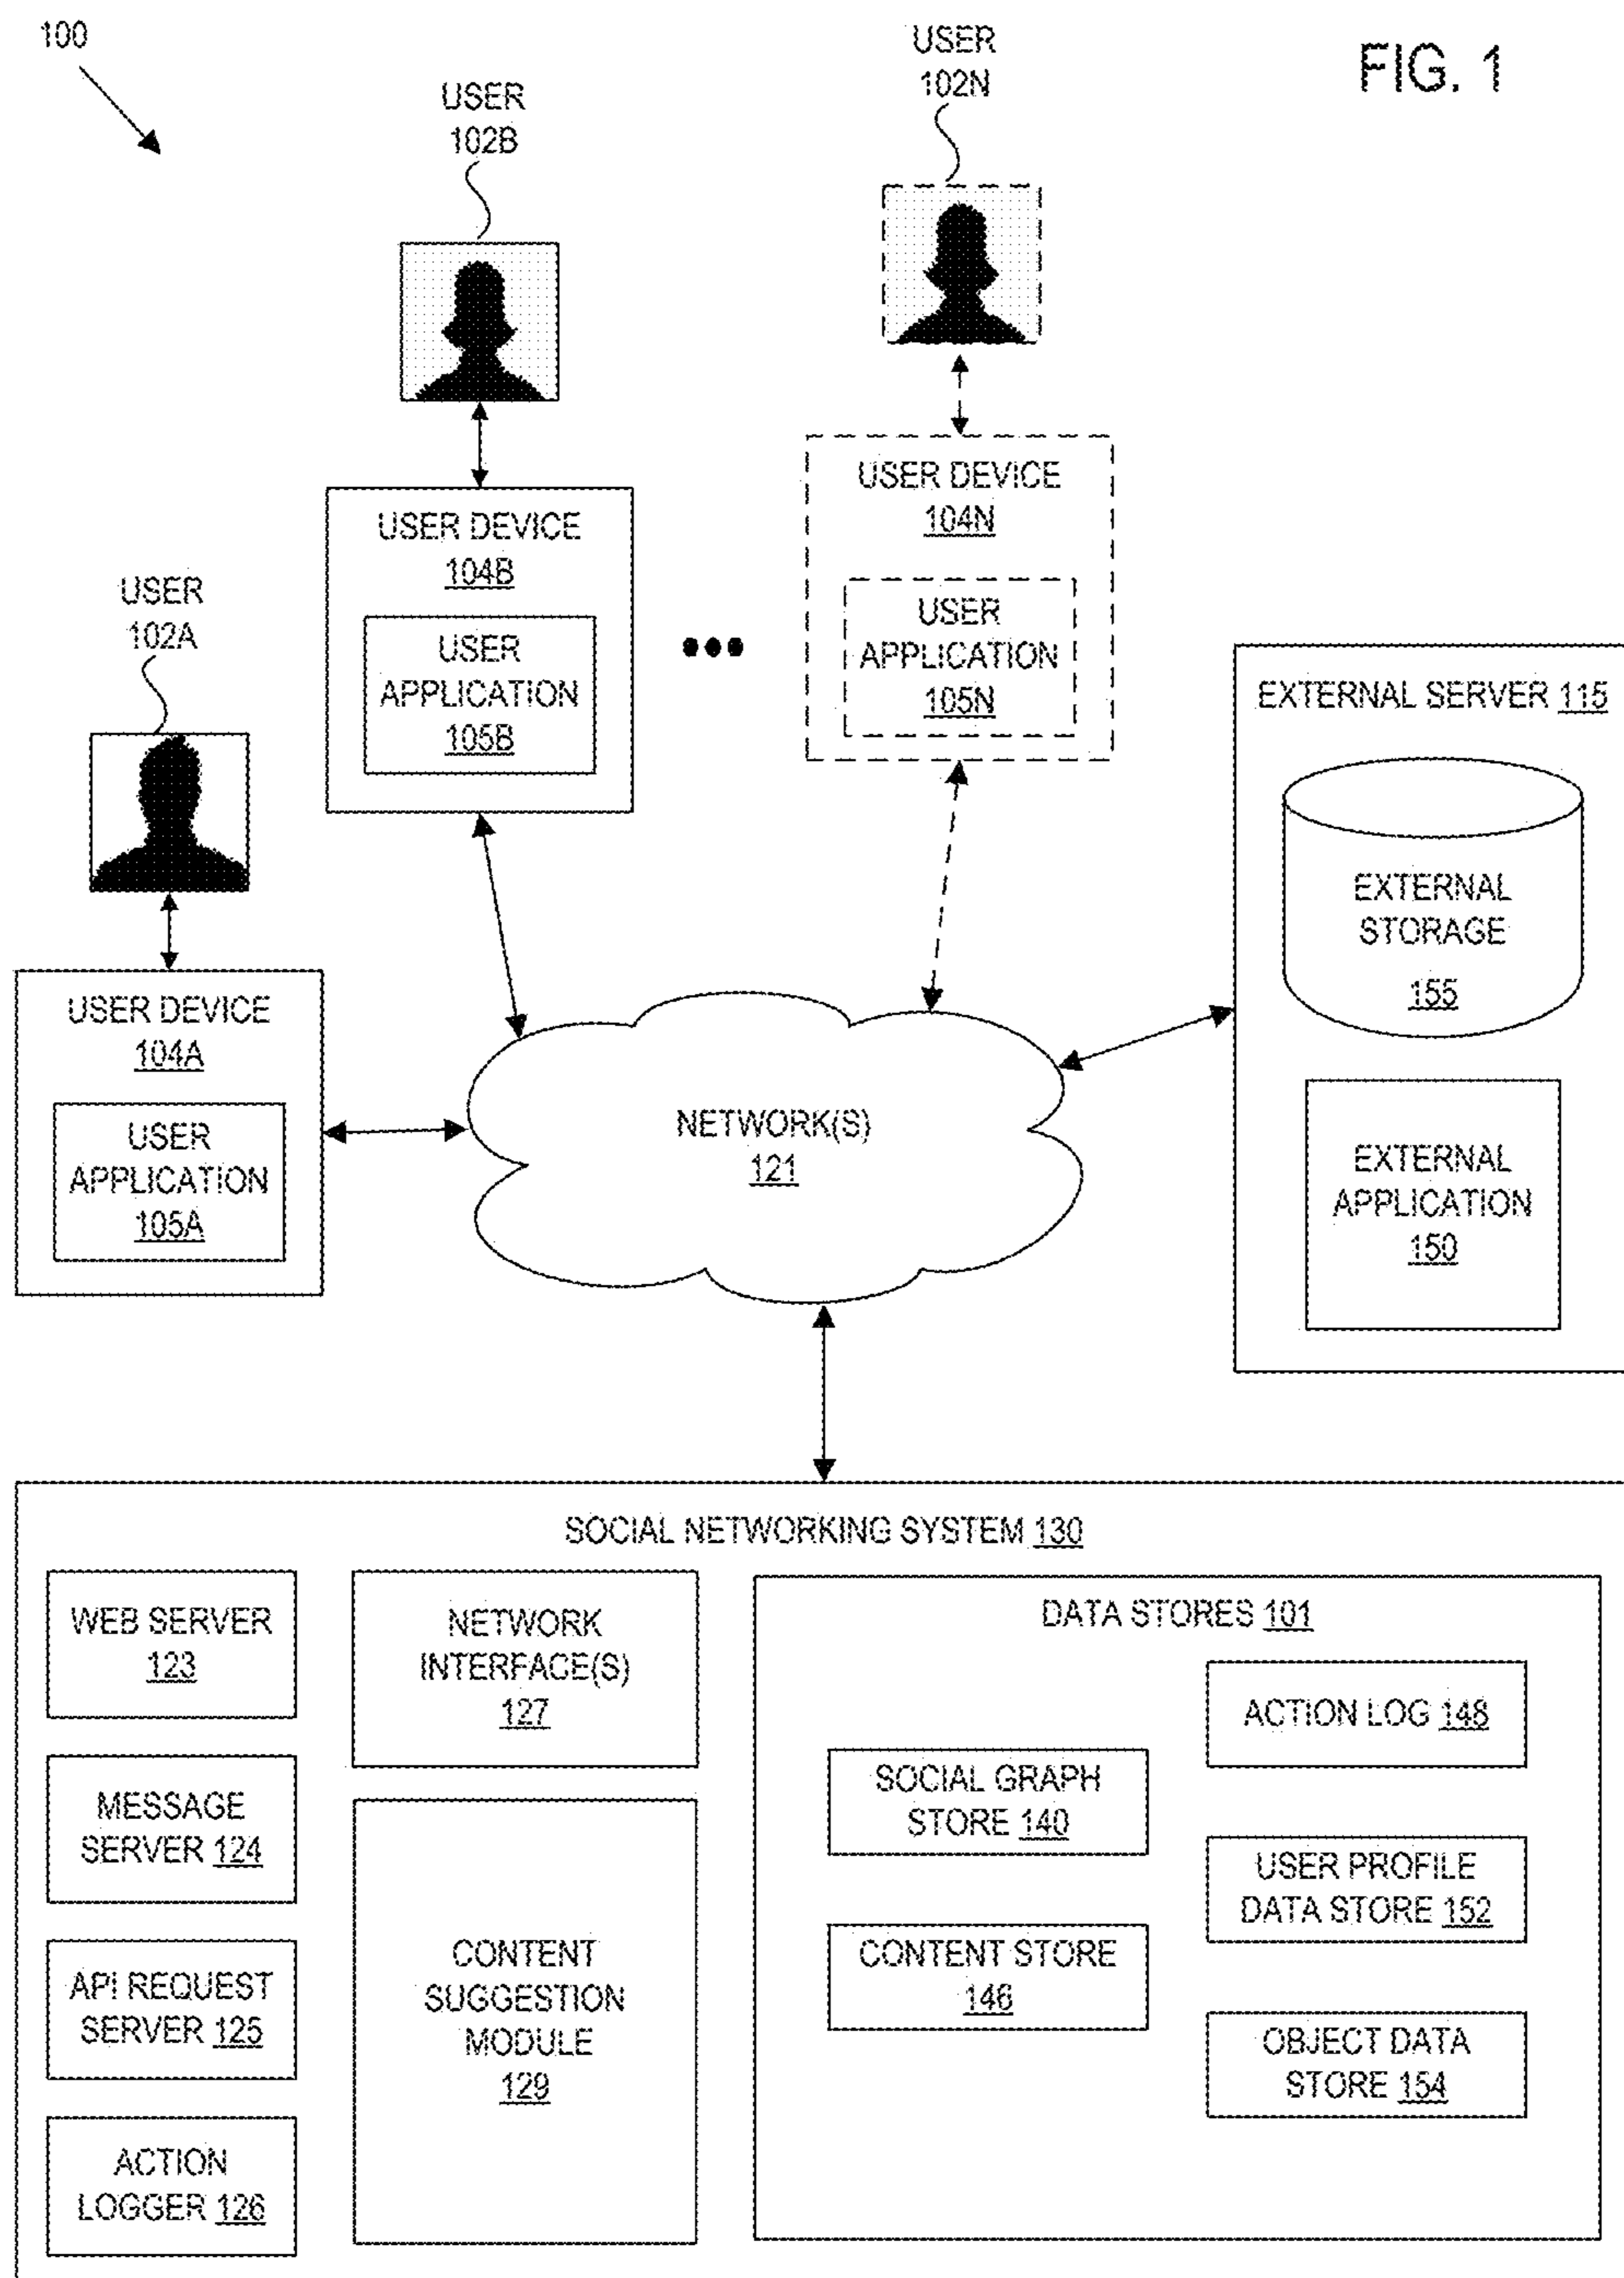 100
FIG. 1
USER
102N
USER
102B
USER
102A
USER DEVICE
104N
USER
APPLICATION
105N
USER DEVICE
104B
USER
APPLICATION
105B
USER DEVICE
104A
USER
APPLICATION
105A
EXTERNAL SERVER 115
EXTERNAL
STORAGE
155
EXTERNAL
APPLICATION
150
NETWORK(S)
121
SOCIAL NETWORKING SYSTEM 130
WEB SERVER
123
MESSAGE
SERVER 124
API REQUEST
SERVER 125
ACTION
LOGGER 126
NETWORK
INTERFACE(S)
127
CONTENT
SUGGESTION
MODULE
129
DATA STORES 101
SOCIAL GRAPH
STORE 140
CONTENT STORE
146
ACTION LOG 148
USER PROFILE
DATA STORE 152
OBJECT DATA
STORE 154